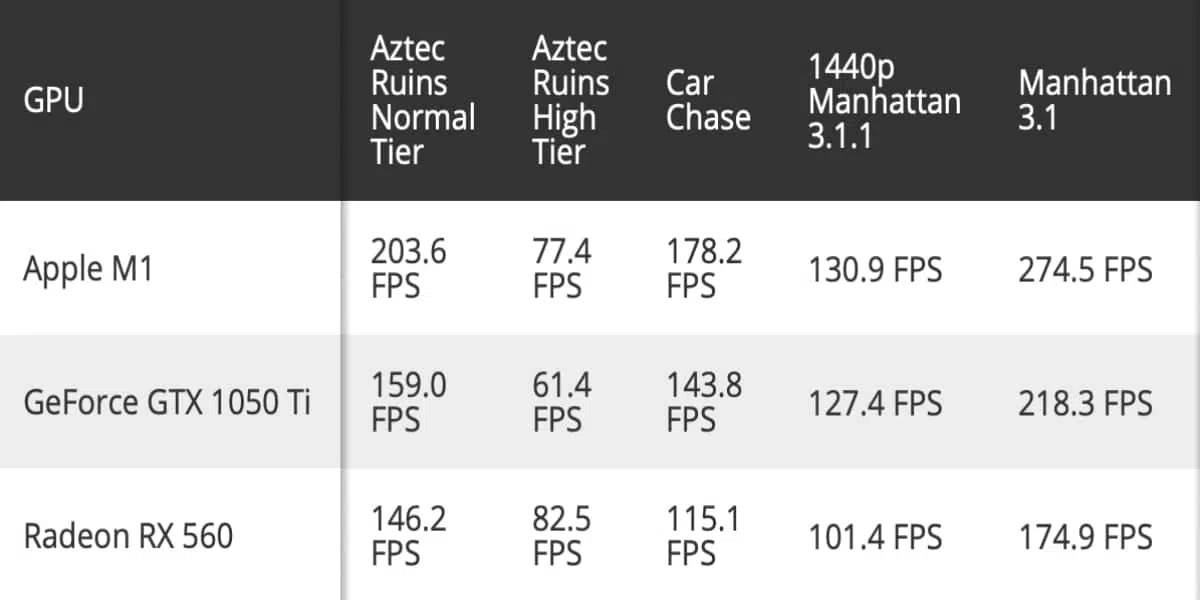 GPU
Aztec
Ruins
Normal
Tier
Aztec
Ruins
High
Tier
Car
Chase
1440p
Manhattan
3.1.1
Manhattan
3.1
Apple M1
203.6
FPS
77.4
FPS
178.2
FPS
130.9 FPS
274.5 FPS
GeForce GTX 1050 Ti
159.0
FPS
61.4
FPS
143.8
FPS
127.4 FPS
218.3 FPS
Radeon RX 560
146.2
FPS
82.5
FPS
115.1
FPS
101.4 FPS
174.9 FPS